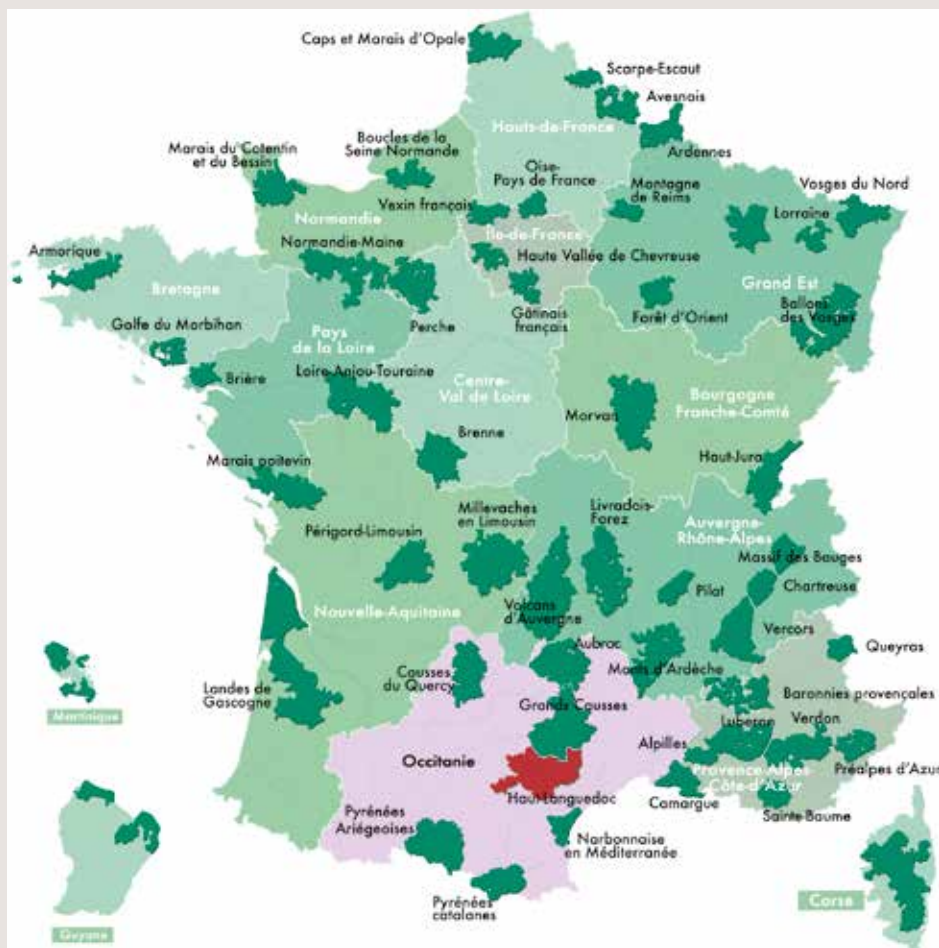 Caps et Marais d'Opale
Scarpe-Escaut
Avesnois
Hauts-de-France
Ardennes
Marais du Cotentin
et du Bessin
Boucles de la
Seine Normande
Oise-
Pays de France
Montagne
de Reims
Vosges du Nord
Vexin français
Lorraine
Normandie
Île-de-France
Normandie-Maine
Haute Vallée de Chevreuse
Armorique
Grand Est
Bretagne
Ballons
des Vosges
Gâtinais
français
Forêt d'Orient
Golfe du Morbihan
Perche
Pays
de la Loire
Brière
Loire-Anjou-Touraine
Centre-
Val de Loire
Bourgogne
Franche-Comté
Morvan
Brenne
Haut-Jura
Marais poitevin
Millevaches
en Limousin
Livradois-
Forez
Périgord-Limousin
Auvergne-
Rhône-Alpes
Massif des Bauges
Pilat
Chartreuse
Nouvelle-Aquitaine
Volcans
d'Auvergne
Vercors
Aubrac
Queyras
Causses
du Quercy
Monts d'Ardèche
Landes de
Gascogne
Baronnies provençales
Martinique
Grands Causses
Luberon
Verdon
Alpilles
Occitanie
Préalpes d'Azur
Provence-Alpes-
Côte-d'Azur
Haut-Languedoc
Camargue
Sainte-Baume
Pyrénées
Ariégeoises
Narbonnaise
en Méditerranée
Pyrénées
catalanes
Corse
Guyane